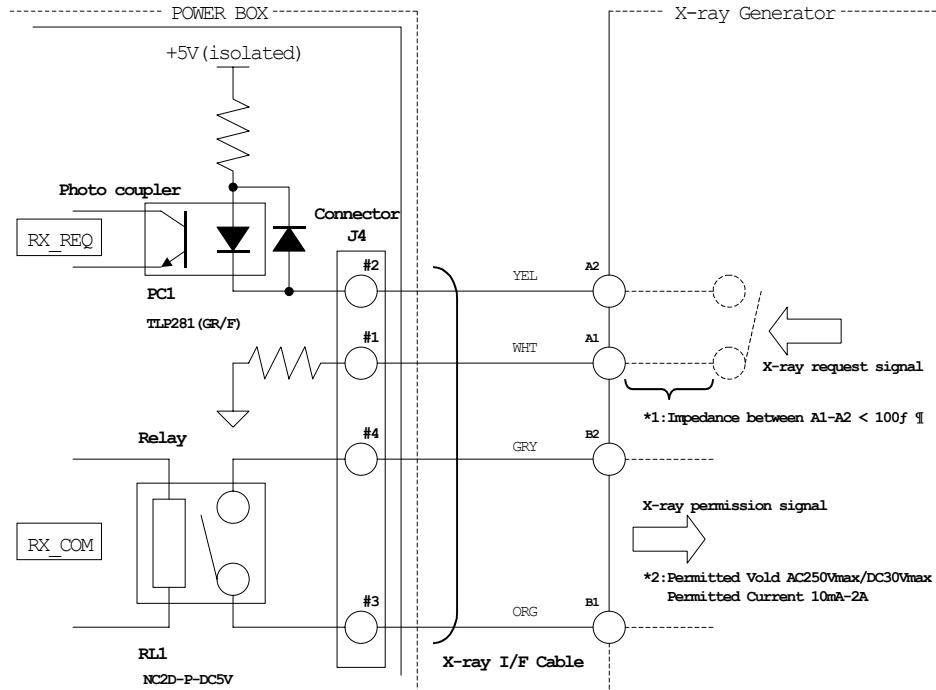 POWER BOX
X-ray Generator
+5V(isolated)
Photo coupler
Connector
J4
RX_REQ
#2
YEL
A2
PC1
TLP281(GR/F)
#1
WHT
A1
X-ray request signal
*1:Impedance between A1-A2 < 100ƒ ¶
Relay
#4
GRY
B2
X-ray permission signal
RX_COM
*2:Permitted Vold AC250Vmax/DC30Vmax
Permitted Current 10mA-2A
#3
ORG
B1
RL1
X-ray I/F Cable
NC2D-P-DC5V